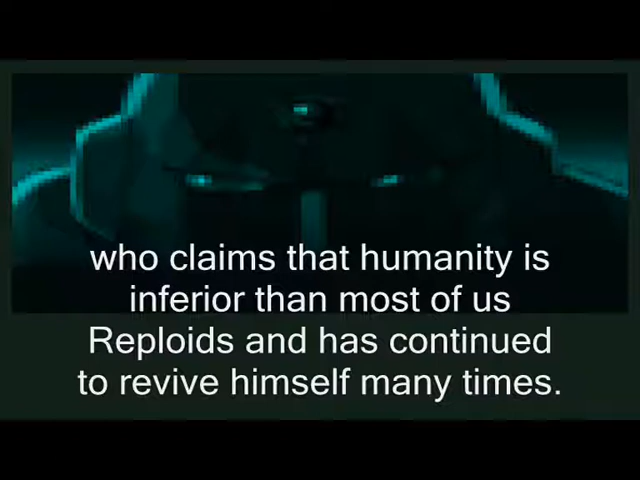 who claims that humanity is
inferior than most of us
Reploids and has continued
to revive himself many times.